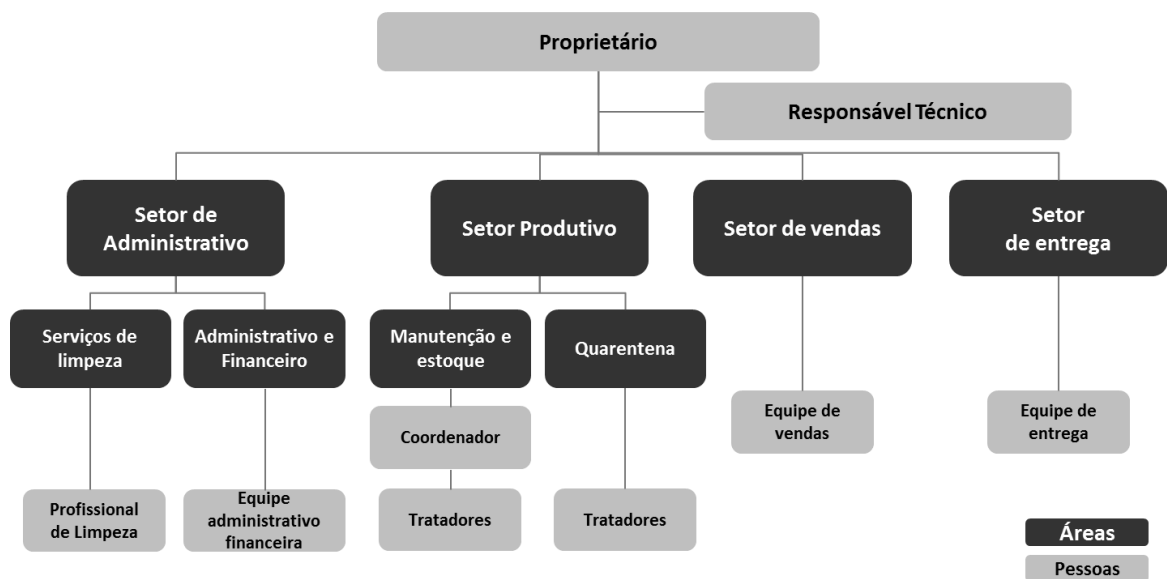 Proprietário
Responsável Técnico
Setor de
Administrativo
Setor Produtivo
Setor de vendas
Setor
de entrega
Serviços de
limpeza
Administrativo e
Financeiro
Manutenção e
estoque
Quarentena
Coordenador
Equipe de
vendas
Equipe de
entrega
Profissional
de Limpeza
Equipe
administrativo
financeira
Tratadores
Tratadores
Áreas
Pessoas